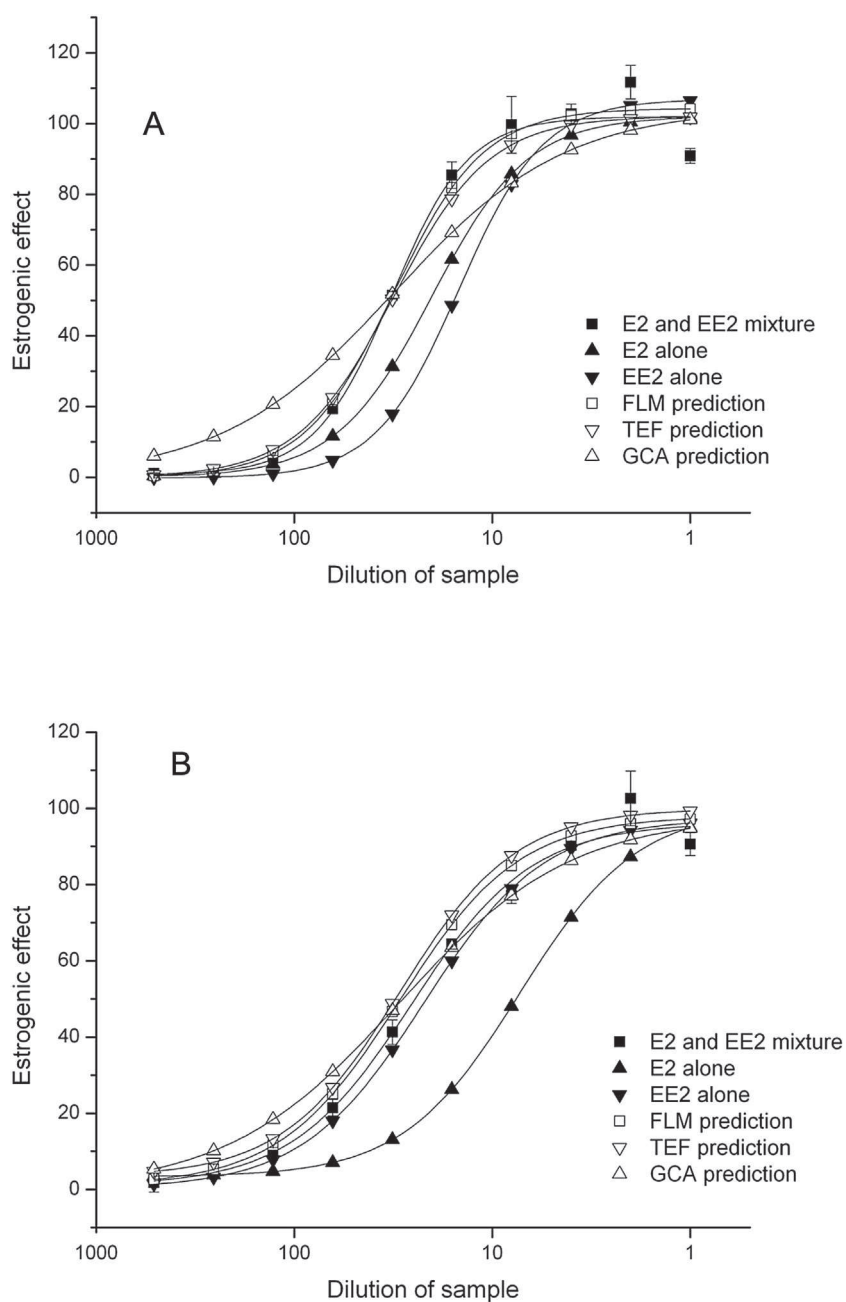 120
A
100
80
60
40
20
0
Estrogenic effect
E2 and EE2 mixture
E2 alone
EE2 alone
FLM prediction
TEF prediction
GCA prediction
1000 100 10 1
Dilution of sample
120
B
100
80
60
40
20
0
Estrogenic effect
E2 and EE2 mixture
E2 alone
EE2 alone
FLM prediction
TEF prediction
GCA prediction
1000 100 10 1
Dilution of sample